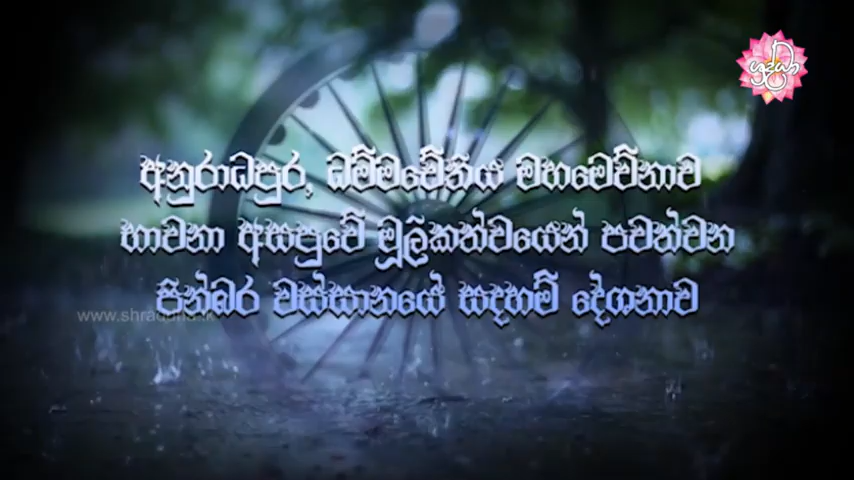 ශ්‍රද්ධා
අනුරාධපුර, ධම්මචේතිය මහමෙව්නාව
භාවනා අසපුවේ මූලිකත්වයෙන් පවත්වන
පින්බර වස්සානයේ සදහම් දේශනාව
www.shraddha.lk